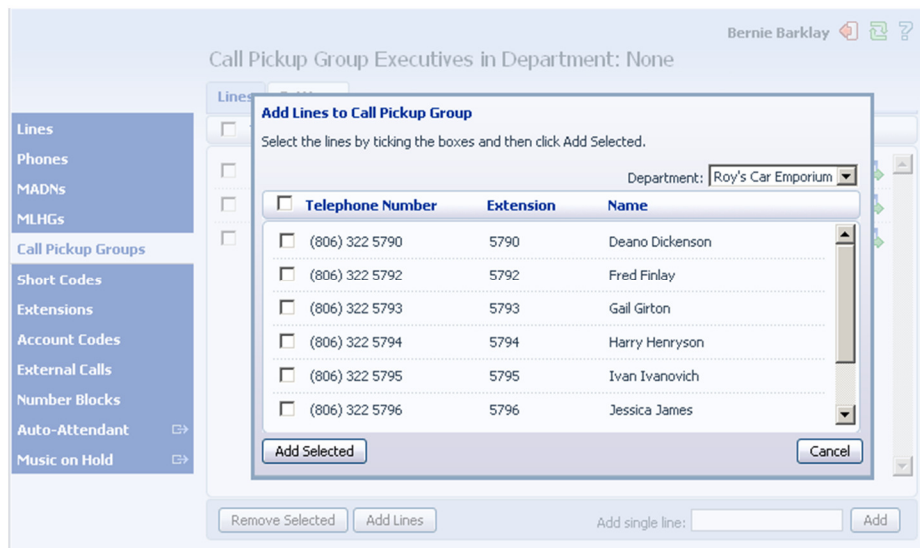 Bernie Barklay
Call Pickup Group Executives in Department: None
Lines
Lines
Phones
MADNs
MLHGs
Call Pickup Groups
Short Codes
Extensions
Account Codes
External Calls
Number Blocks
Auto-Attendant
Music on Hold
Add Lines to Call Pickup Group
Select the lines by ticking the boxes and then click Add Selected.
Department: Roy's Car Emporium
Telephone Number Extension Name
(806) 322 5790 5790 Deano Dickenson
(806) 322 5792 5792 Fred Finlay
(806) 322 5793 5793 Gail Girton
(806) 322 5794 5794 Harry Henryson
(806) 322 5795 5795 Ivan Ivanovich
(806) 322 5796 5796 Jessica James
Add Selected Cancel
Remove Selected Add Lines Add single line: Add